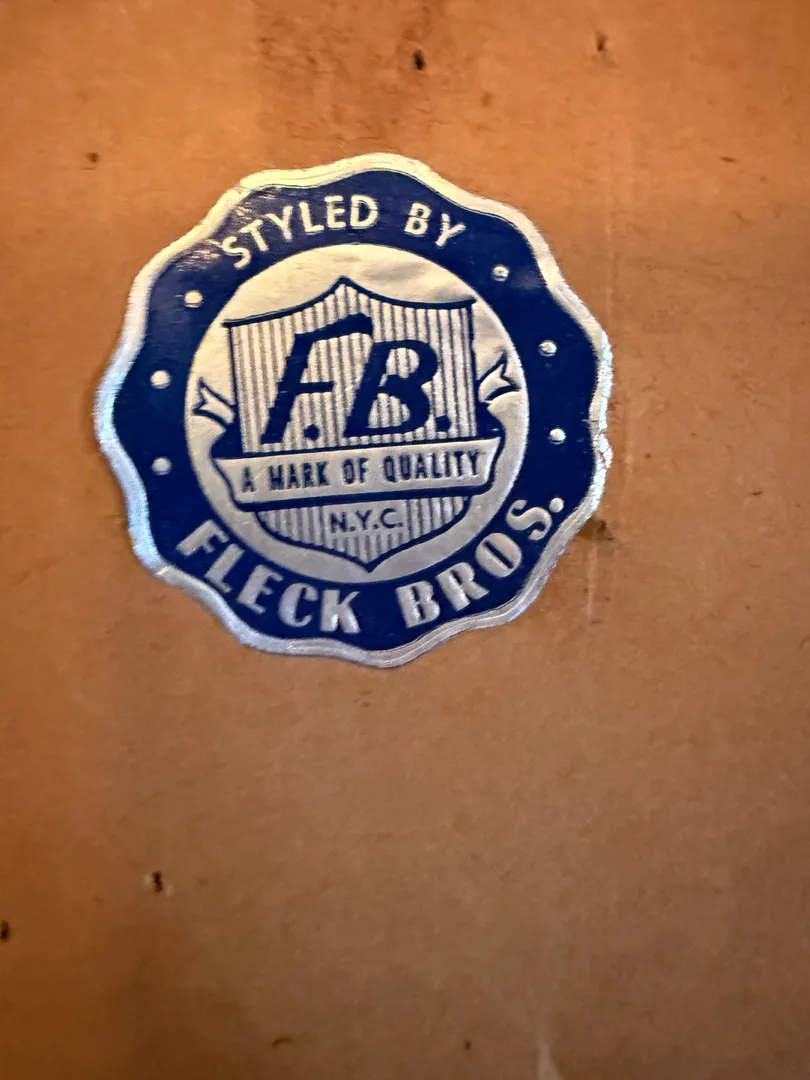 STYLED BY
F.B.
A MARK OF QUALITY
N.Y.C.
FLECK BROS.